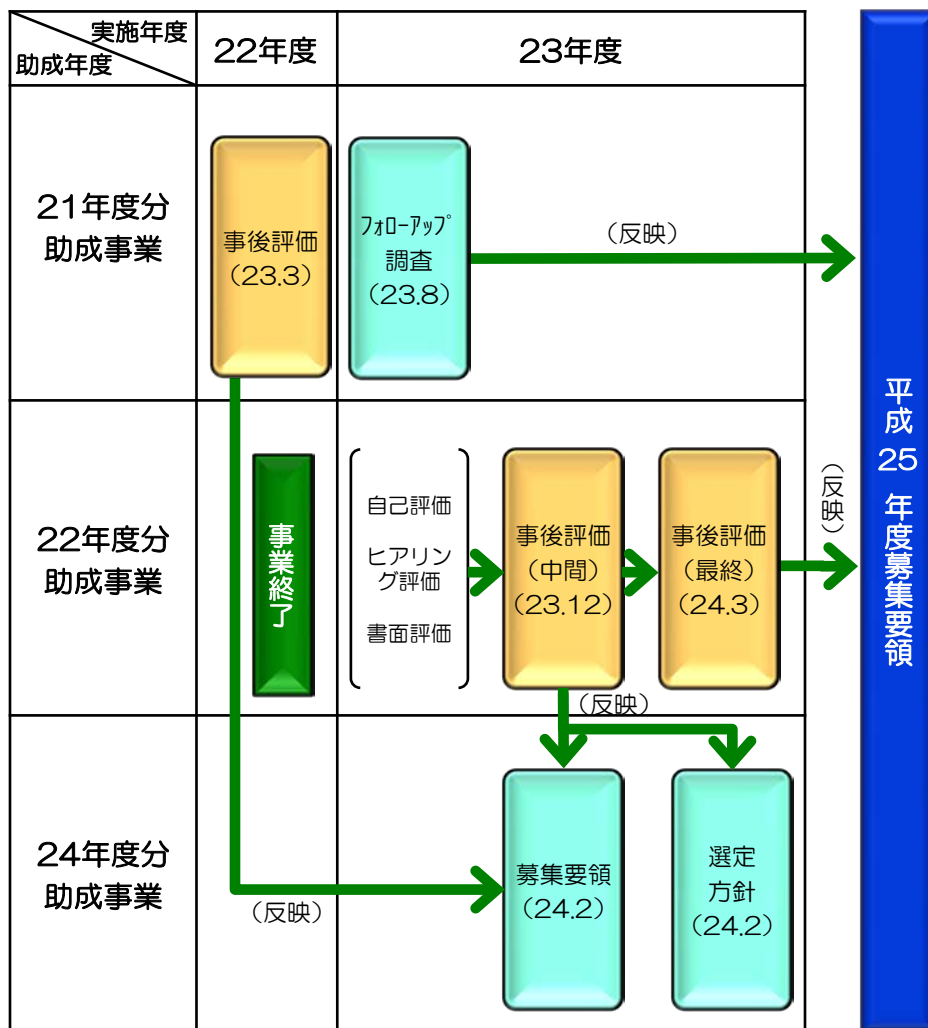 実施年度
助成年度
22年度
23年度
21年度分
助成事業
事後評価
（23.3）
ﾌｫﾛｰｱｯﾌﾟ
調査
（23.8）
（反映）
22年度分
助成事業
事業終了
自己評価
ヒアリン
グ評価
書面評価
事後評価
（中間）
（23.12）
事後評価
（最終）
（24.3）
（反映）
（反映）
24年度分
助成事業
（反映）
募集要領
（24.2）
選定
方針
（24.2）
平成25年度募集要領